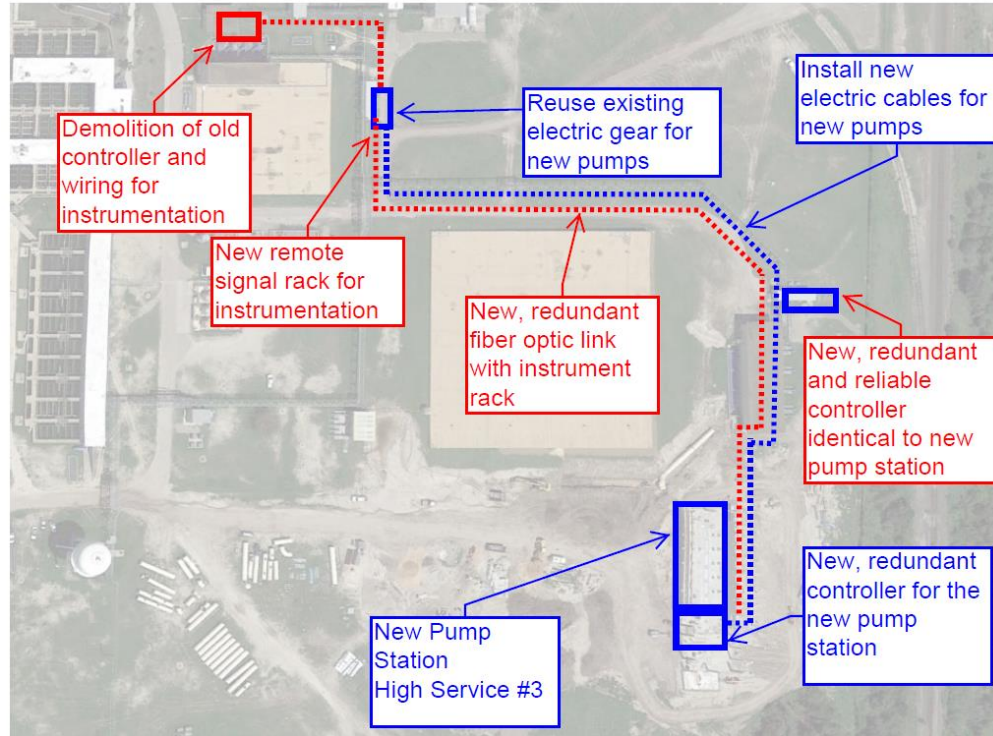 Install new
electric cables for
new pumps
Reuse existing
electric gear for
new pumps
Demolition of old
controller and
wiring for
instrumentation
New remote
signal rack for
instrumentation
New, redundant
fiber optic link
with instrument
rack
New, redundant
and reliable
controller
identical to new
pump station
New, redundant
controller for the
new pump
station
New Pump
Station
High Service #3